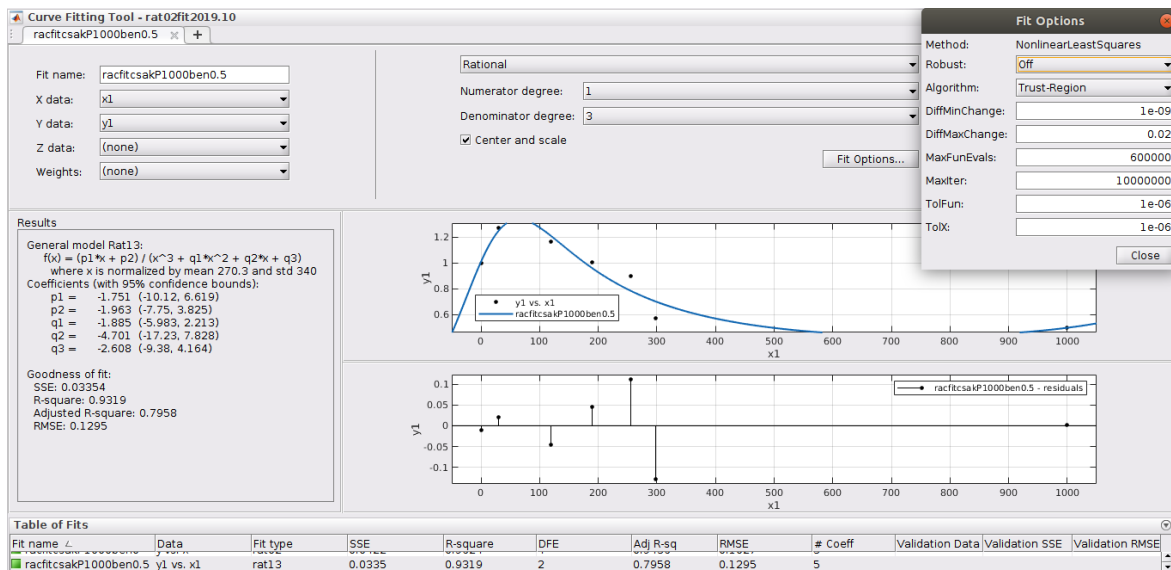 Curve Fitting Tool - rat02fit2019.10
racfitcsakP1000ben0.5
Fit name: racfitcsakP1000ben0.5
X data: x1
Y data: y1
Z data: (none)
Weights: (none)
Rational
Numerator degree: 1
Denominator degree: 3
Center and scale
Fit Options...
Fit Options
Method: NonlinearLeastSquares
Robust: Off
Algorithm: Trust-Region
DiffMinChange: 1e-09
DiffMaxChange: 0.02
MaxFunEvals: 600000
MaxIter: 10000000
TolFun: 1e-06
TolX: 1e-06
Close
Results
General model Rat13:
f(x) = (p1*x + p2) / (x^3 + q1*x^2 + q2*x + q3)
where x is normalized by mean 270.3 and std 340
Coefficients (with 95% confidence bounds):
p1 = -1.751 (-10.12, 6.619)
p2 = -1.963 (-7.75, 3.825)
q1 = -1.885 (-5.983, 2.213)
q2 = -4.701 (-17.23, 7.828)
q3 = -2.608 (-9.38, 4.164)
Goodness of fit:
SSE: 0.03354
R-square: 0.9319
Adjusted R-square: 0.7958
RMSE: 0.1295
1.2
1
0.8
0.6
y1
y1 vs. x1
racfitcsakP1000ben0.5
0 100 200 300 400 500 600 700 800 900 1000
x1
0.1
0.05
0
-0.05
-0.1
y1
racfitcsakP1000ben0.5 - residuals
0 100 200 300 400 500 600 700 800 900 1000
x1
Table of Fits
Fit name Data Fit type SSE R-square DFE Adj R-sq RMSE # Coeff Validation Data Validation SSE Validation RMSE
racfitcsakP1000ben0.5 y1 vs. x1 rat13 0.0335 0.9319 2 0.7958 0.1295 5